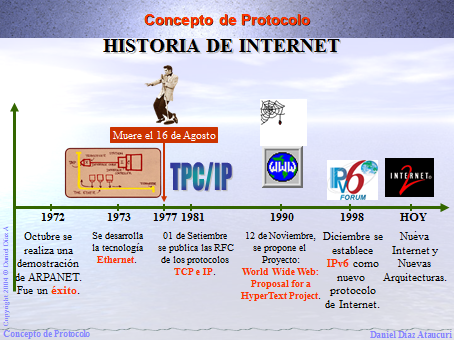 Concepto de Protocolo
HISTORIA DE INTERNET
Muere el 16 de Agosto
TPC/IP
WWW
IPv6
FORUM
INTERNET
2
1972
1973
1977
1981
1990
1998
HOY
Octubre se
realiza una
demostración
de ARPANET.
Fue un éxito.
Se desarolla
la tecnología
Ethernet.
01 de Setiembre
se publica las RFC
de los protocolos
TCP e IP.
12 de Noviembre,
se propone el
Proyecto:
World Wide Web:
Proposal for a
HyperText Project.
Diciembre se
establece
IPv6 como
nuevo
protocolo
de Internet.
Nueva
Internet y
Nuevas
Arquitecturas.
Copyright 2004 © Daniel Díaz A
Concepto de Protocolo
Daniel Díaz Ataucuri